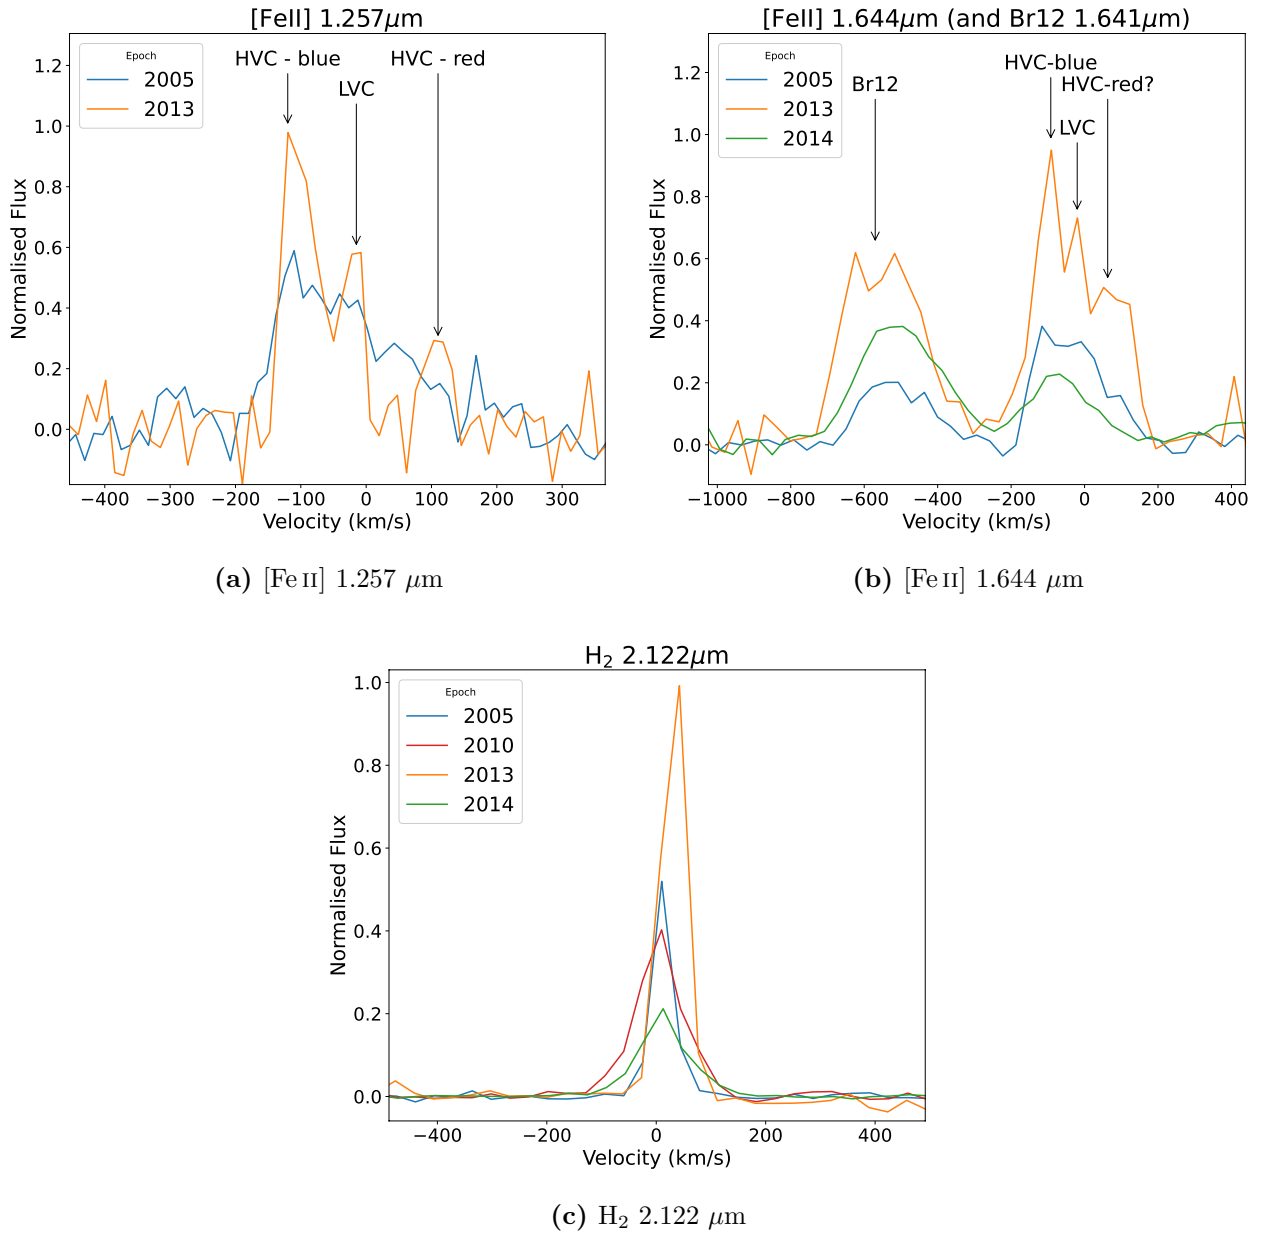 [FeII] 1.257μm
Epoch
2005
2013
HVC - blue
LVC
HVC - red
1.2
1.0
0.8
0.6
0.4
0.2
0.0
Normalised Flux
−400 −300 −200 −100 0 100 200 300
Velocity (km/s)
(a) [Fe II] 1.257 μm
[FeII] 1.644μm (and Br12 1.641μm)
Epoch
2005
2013
2014
Br12
HVC-blue
HVC-red?
LVC
1.2
1.0
0.8
0.6
0.4
0.2
0.0
Normalised Flux
−1000 −800 −600 −400 −200 0 200 400
Velocity (km/s)
(b) [Fe II] 1.644 μm
H₂ 2.122μm
Epoch
2005
2010
2013
2014
1.0
0.8
0.6
0.4
0.2
0.0
Normalised Flux
−400 −200 0 200 400
Velocity (km/s)
(c) H₂ 2.122 μm